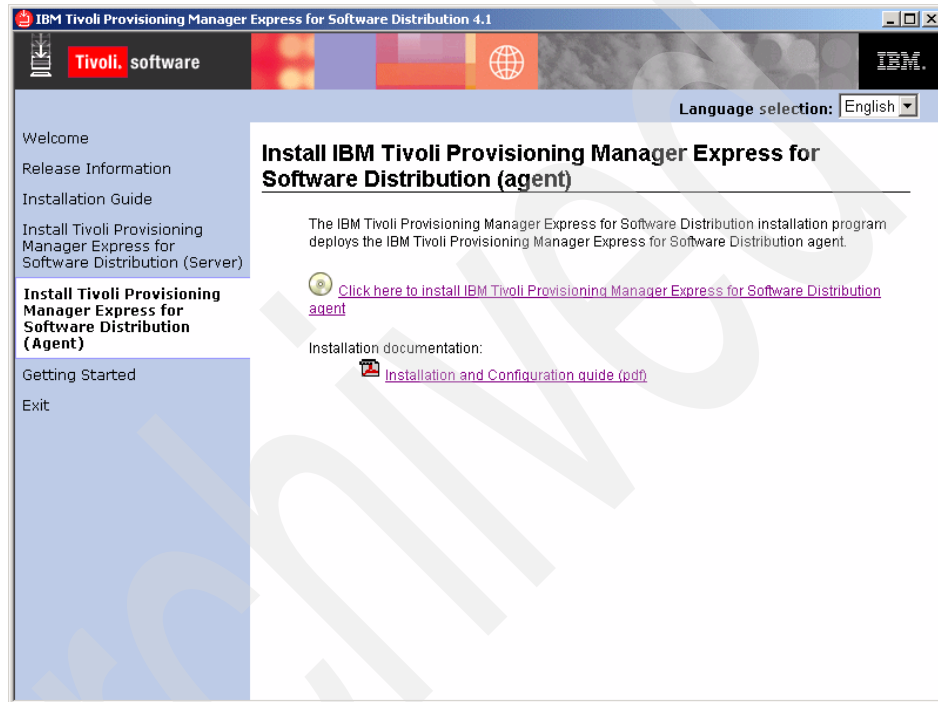 IBM Tivoli Provisioning Manager Express for Software Distribution 4.1
Tivoli. software
IBM.
Language selection: English
Welcome
Release Information
Installation Guide
Install Tivoli Provisioning
Manager Express for
Software Distribution (Server)
Install Tivoli Provisioning
Manager Express for
Software Distribution
(Agent)
Getting Started
Exit
Install IBM Tivoli Provisioning Manager Express for
Software Distribution (agent)
The IBM Tivoli Provisioning Manager Express for Software Distribution installation program
deploys the IBM Tivoli Provisioning Manager Express for Software Distribution agent.
Click here to install IBM Tivoli Provisioning Manager Express for Software Distribution
agent
Installation documentation:
Installation and Configuration guide (pdf)